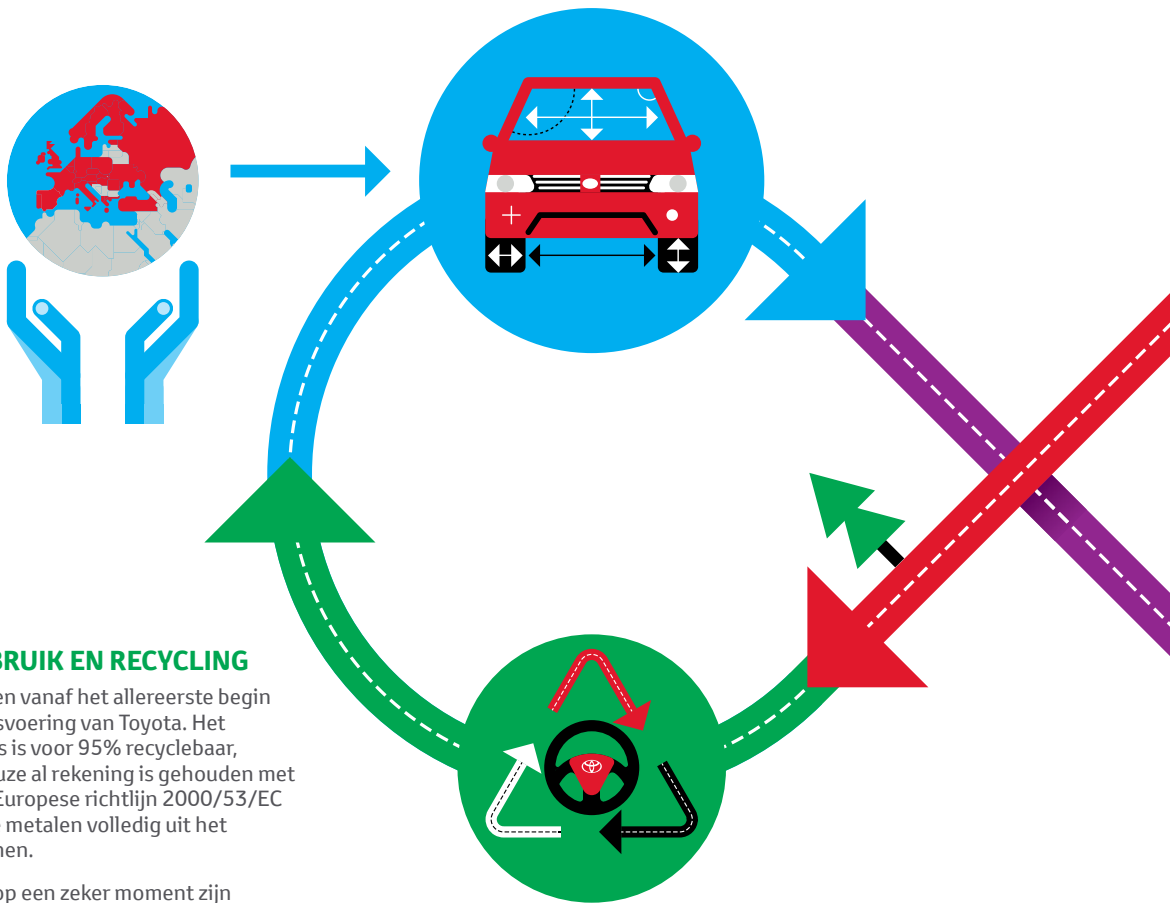 BRUIK EN RECYCLING
en vanaf het allereerste begin
svoering van Toyota. Het
s is voor 95% recyclebaar,
uze al rekening is gehouden met
Europese richtlijn 2000/53/EC
e metalen volledig uit het
nen.
op een zeker moment zijn